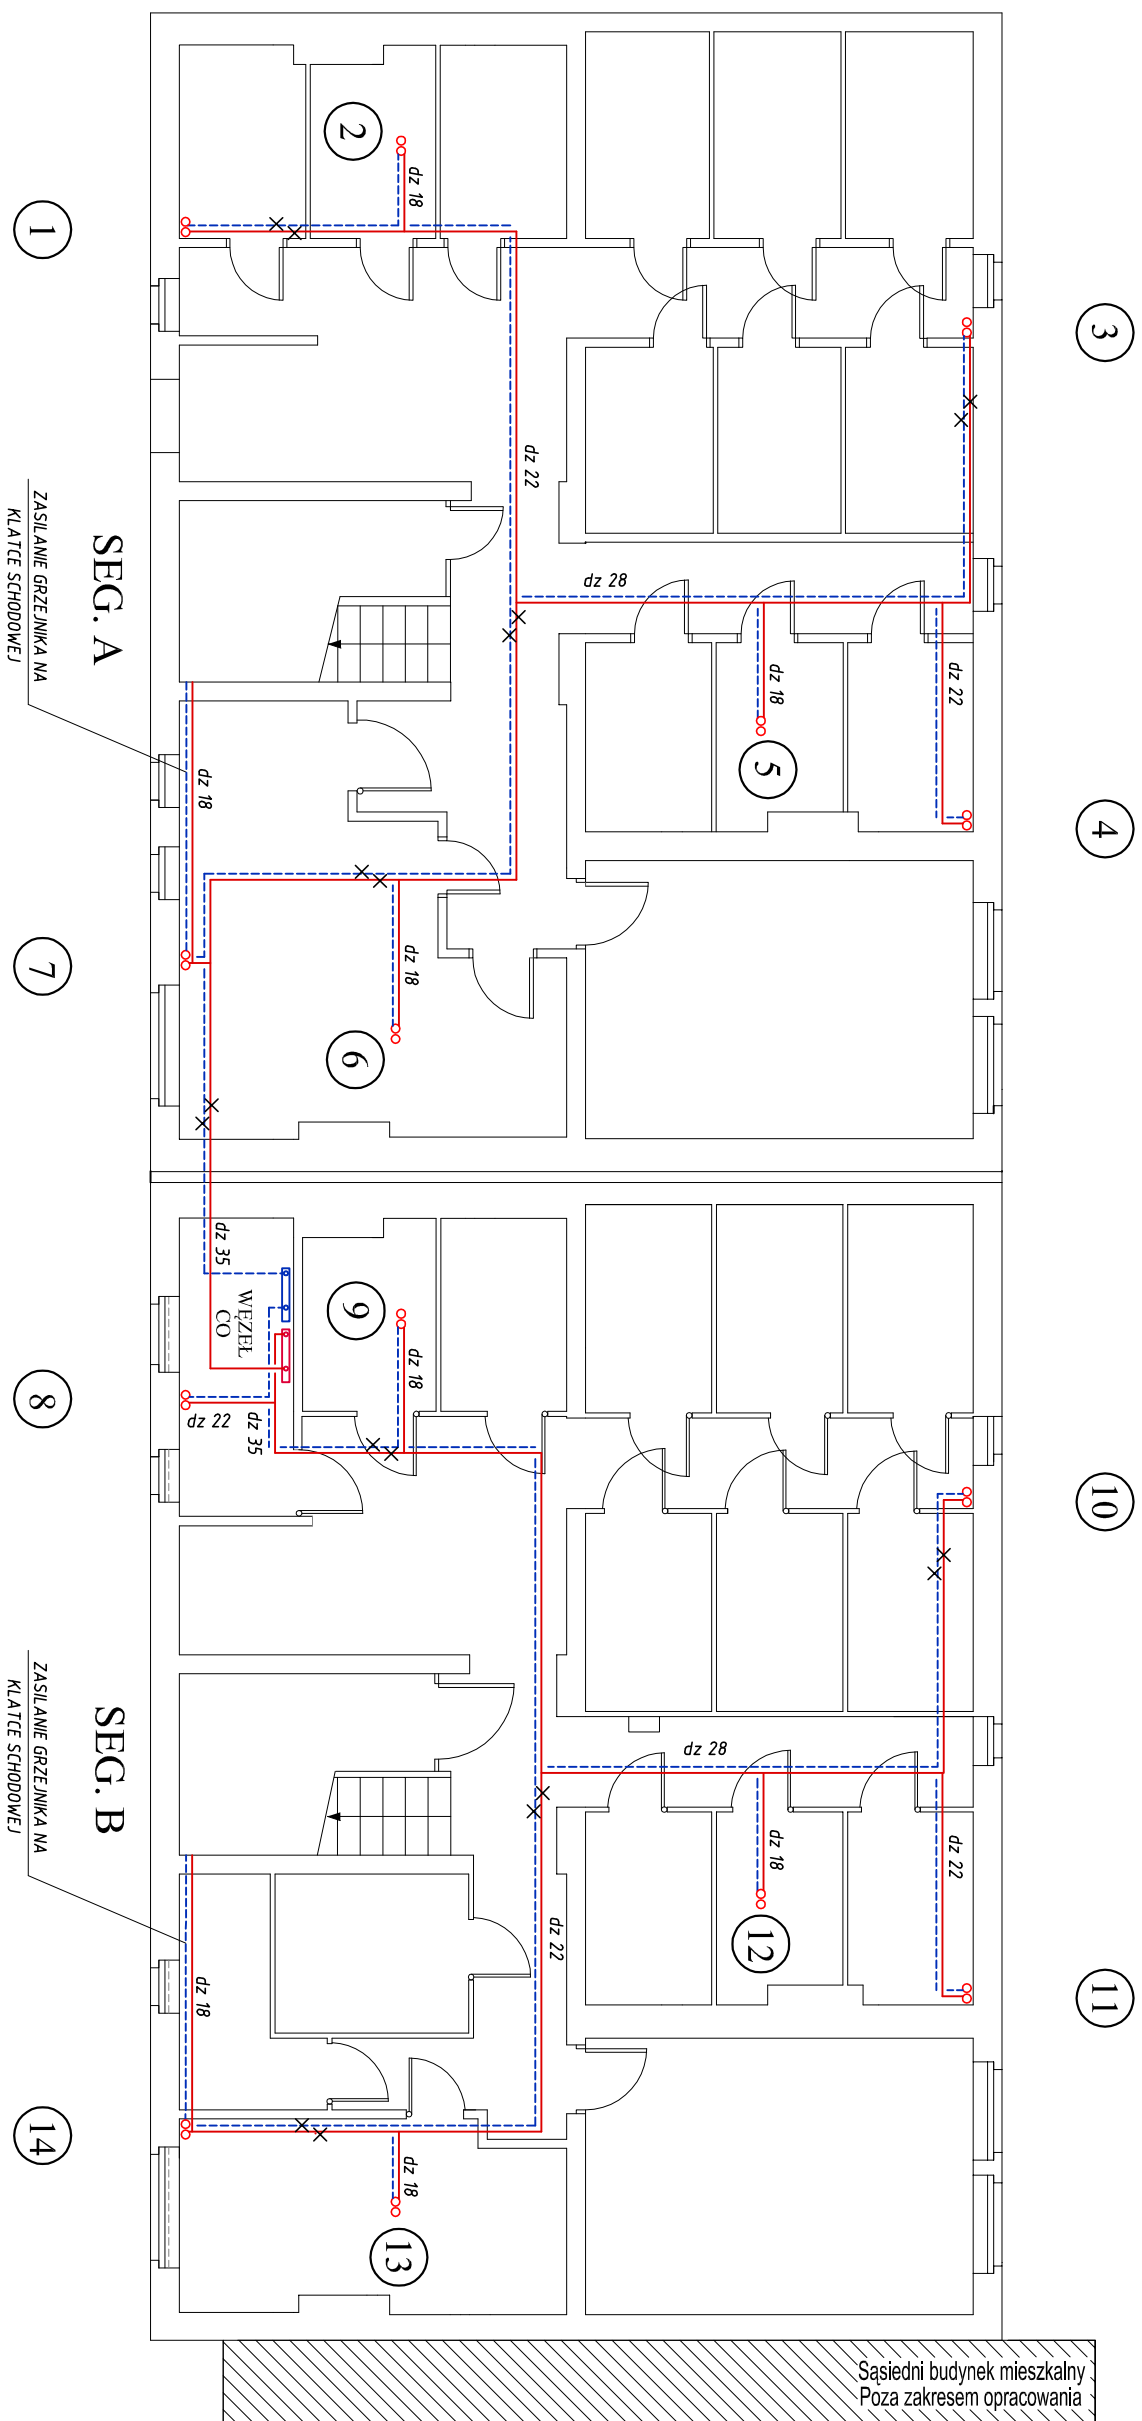 1
2
dz 18
3
dz 22
ZASILANIE GRZEJNIKA NA
KLATCE SCHODOWEJ
SEG. A
dz 28
dz 22
dz 18
5
4
dz 18
7
dz 18
6
dz 35
WĘZEŁ
CO
9
dz 18
8
dz 22
dz 35
10
ZASILANIE GRZEJNIKA NA
KLATCE SCHODOWEJ
SEG. B
dz 28
dz 22
dz 18
12
11
dz 22
dz 18
14
dz 18
13
Sąsiedni budynek mieszkalny
Poza zakresem opracowania